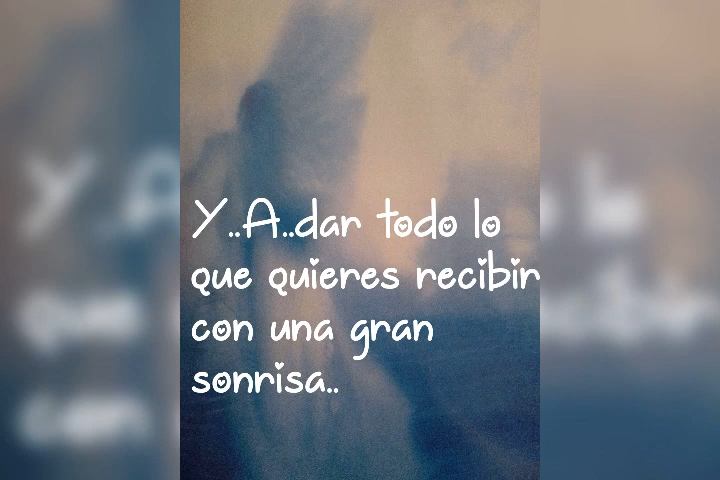 Y..A..dar todo lo
que quieres recibir
con una gran
sonrisa..